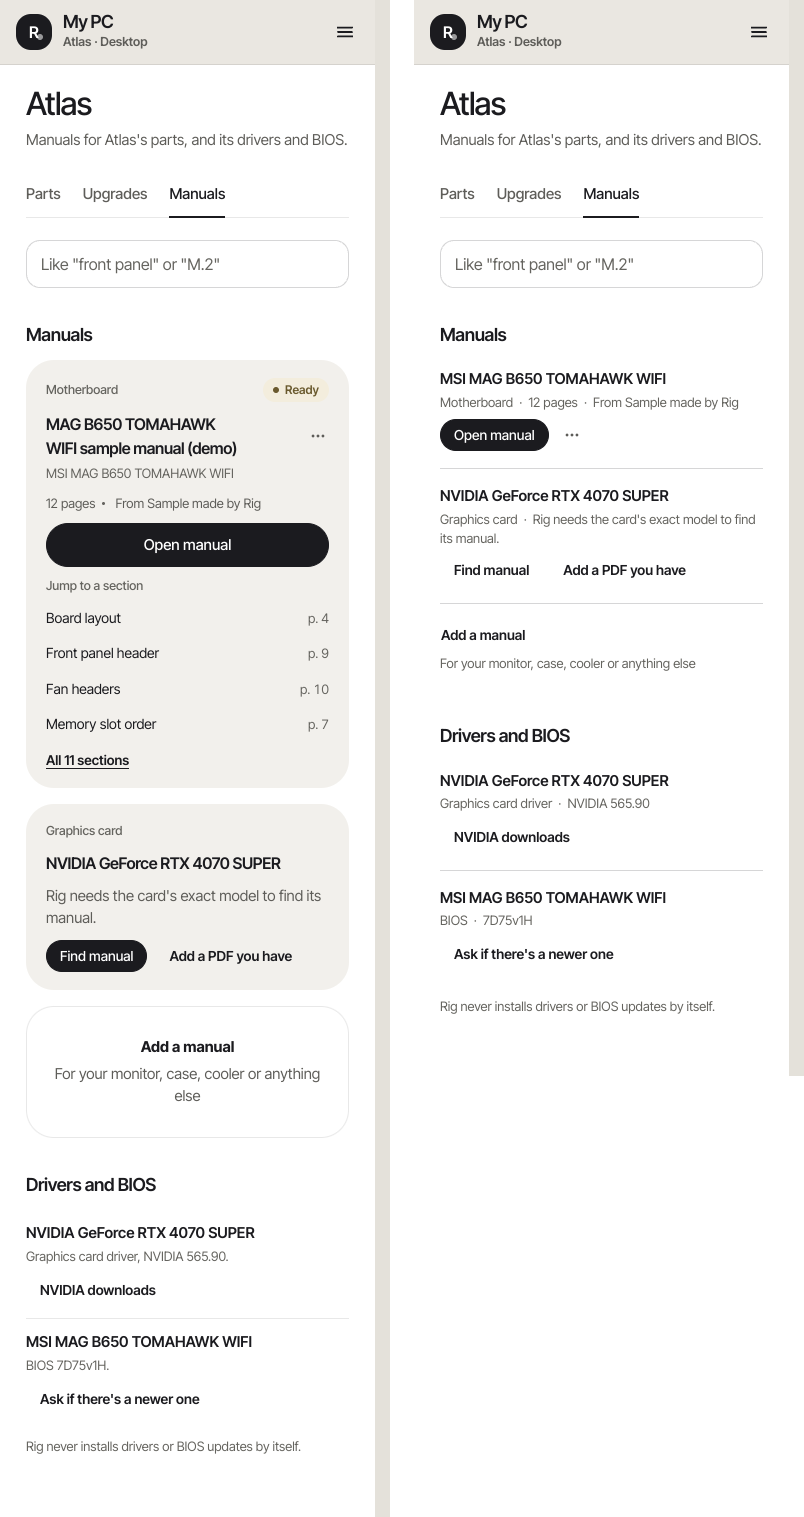 R
My PC
Atlas · Desktop
Atlas
Manuals for Atlas's parts, and its drivers and BIOS.
Parts Upgrades Manuals
Like "front panel" or "M.2"
Manuals
Motherboard
Ready
MAG B650 TOMAHAWK
WIFI sample manual (demo)
MSI MAG B650 TOMAHAWK WIFI
12 pages • From Sample made by Rig
Open manual
Jump to a section
Board layout p. 4
Front panel header p. 9
Fan headers p. 10
Memory slot order p. 7
All 11 sections
Graphics card
NVIDIA GeForce RTX 4070 SUPER
Rig needs the card's exact model to find its
manual.
Find manual Add a PDF you have
Add a manual
For your monitor, case, cooler or anything
else
Drivers and BIOS
NVIDIA GeForce RTX 4070 SUPER
Graphics card driver, NVIDIA 565.90.
NVIDIA downloads
MSI MAG B650 TOMAHAWK WIFI
BIOS 7D75v1H.
Ask if there's a newer one
Rig never installs drivers or BIOS updates by itself.
R
My PC
Atlas · Desktop
Atlas
Manuals for Atlas's parts, and its drivers and BIOS.
Parts Upgrades Manuals
Like "front panel" or "M.2"
Manuals
MSI MAG B650 TOMAHAWK WIFI
Motherboard · 12 pages · From Sample made by Rig
Open manual
NVIDIA GeForce RTX 4070 SUPER
Graphics card · Rig needs the card's exact model to find
its manual.
Find manual Add a PDF you have
Add a manual
For your monitor, case, cooler or anything else
Drivers and BIOS
NVIDIA GeForce RTX 4070 SUPER
Graphics card driver · NVIDIA 565.90
NVIDIA downloads
MSI MAG B650 TOMAHAWK WIFI
BIOS · 7D75v1H
Ask if there's a newer one
Rig never installs drivers or BIOS updates by itself.